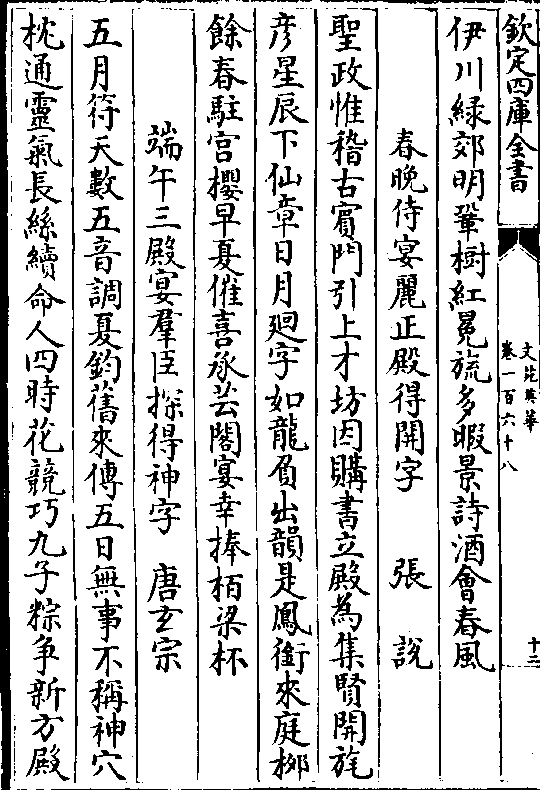 欽定四庫全書
文苑英華
卷一百六十八
十三
伊川緑郊明鞏樹紅冕旒多暇景詩酒會春風
春晚侍宴麗正殿得開字 張說
聖政惟稽古賓門引上才坊因購書立殿為集賢開旄
彦星辰下仙章日月廻字如龍負出韻是鳳銜來庭栁
餘春駐宮櫻早夏催喜承芸閣宴幸捧栢梁杯
端午三殿宴羣臣探得神字 唐玄宗
五月符天數五音調夏鈞舊來傳五日無事不稱神穴
枕通靈氣長絲續命人四時花競巧九子粽争新方殿